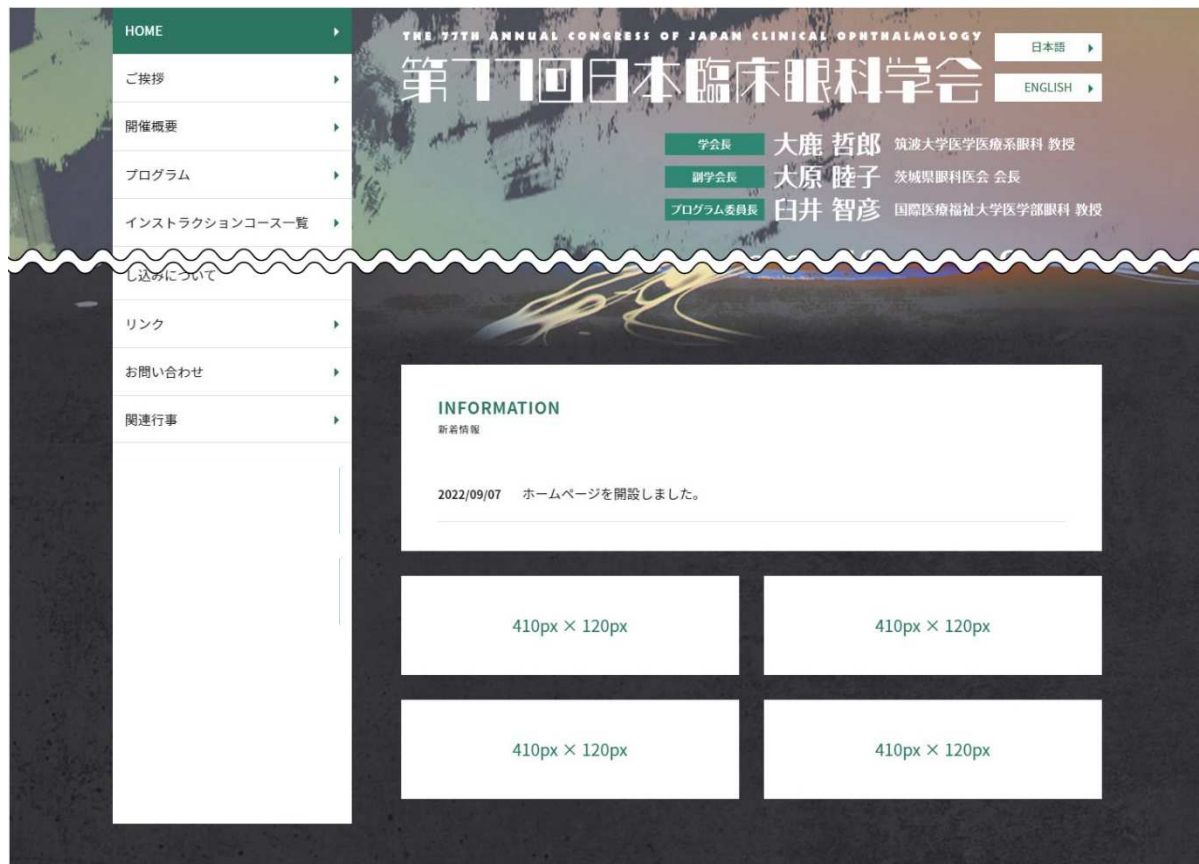 HOME
ご挨拶
開催概要
プログラム
インストラクションコース一覧
し込みについて
リンク
お問い合わせ
関連行事
THE 77TH ANNUAL CONGRESS OF JAPAN CLINICAL OPHTHALMOLOGY
第77回日本臨床眼科学会
日本語
ENGLISH
学会長 大鹿 哲郎 筑波大学医学医療系眼科 教授
副学会長 大原 睦子 茨城県眼科医会 会長
プログラム委員長 臼井 智彦 国際医療福祉大学医学部眼科 教授
INFORMATION
新着情報
2022/09/07 ホームページを開設しました。
410px × 120px
410px × 120px
410px × 120px
410px × 120px